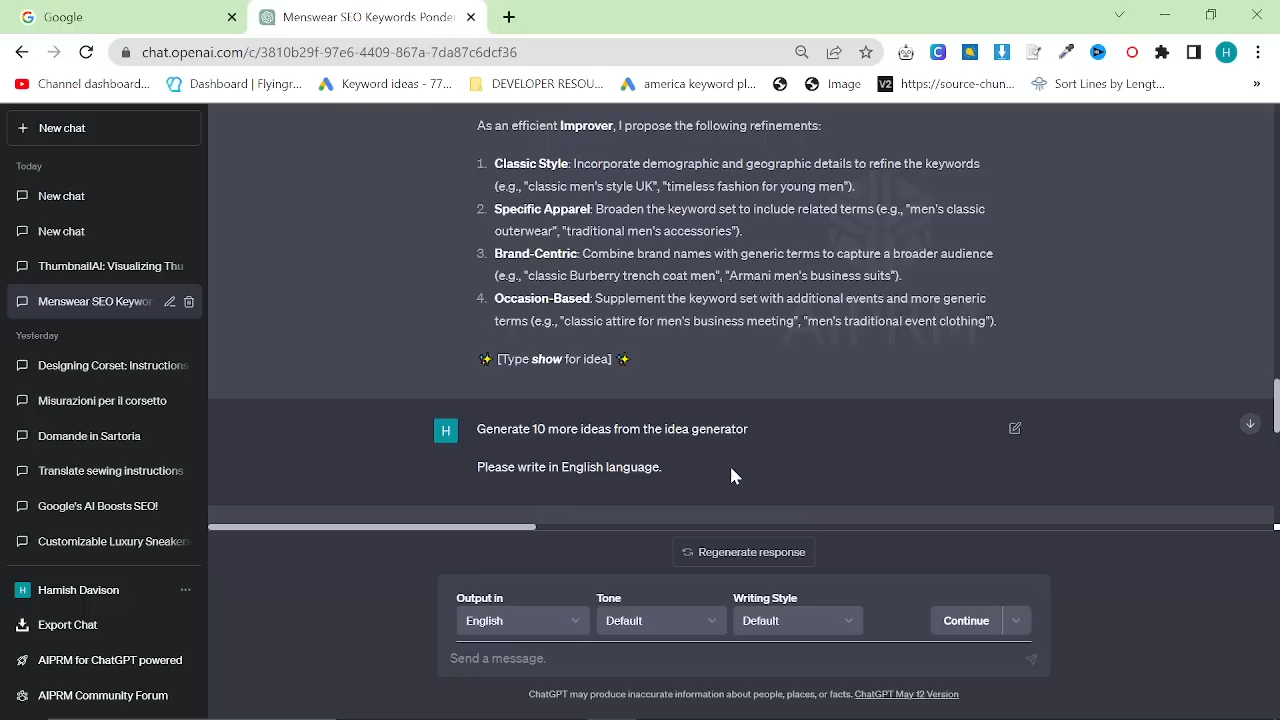 Google
Menswear SEO Keywords Ponder
chat.openai.com/c/3810b29f-97e6-4409-867a-7da87c6dcf36
H
Channel dashboard...
Dashboard | Flyingr...
Keyword ideas - 77...
DEVELOPER RESOU...
america keyword pl...
Image
V2
https://source-chun...
Sort Lines by Lengt...
»
New chat
Today
New chat
New chat
ThumbnailAI: Visualizing Thu
Menswear SEO Keywor
Yesterday
Designing Corset: Instructions
Misurazioni per il corsetto
Domande in Sartoria
Translate sewing instructions
Google's AI Boosts SEO!
Customizable Luxury Sneakers
H Hamish Davison ...
Export Chat
AIPRM for ChatGPT powered
AIPRM Community Forum
As an efficient Improver, I propose the following refinements:
1. Classic Style: Incorporate demographic and geographic details to refine the keywords
(e.g., "classic men's style UK", "timeless fashion for young men").
2. Specific Apparel: Broaden the keyword set to include related terms (e.g., "men's classic
outerwear", "traditional men's accessories").
3. Brand-Centric: Combine brand names with generic terms to capture a broader audience
(e.g., "classic Burberry trench coat men", "Armani men's business suits").
4. Occasion-Based: Supplement the keyword set with additional events and more generic
terms (e.g., "classic attire for men's business meeting", "men's traditional event clothing").
AIPRM
✨ [Type show for idea] ✨
H
Generate 10 more ideas from the idea generator
Please write in English language.
Regenerate response
Output in
Tone
Writing Style
English
Default
Default
Continue
Send a message.
ChatGPT may produce inaccurate information about people, places, or facts. ChatGPT May 12 Version